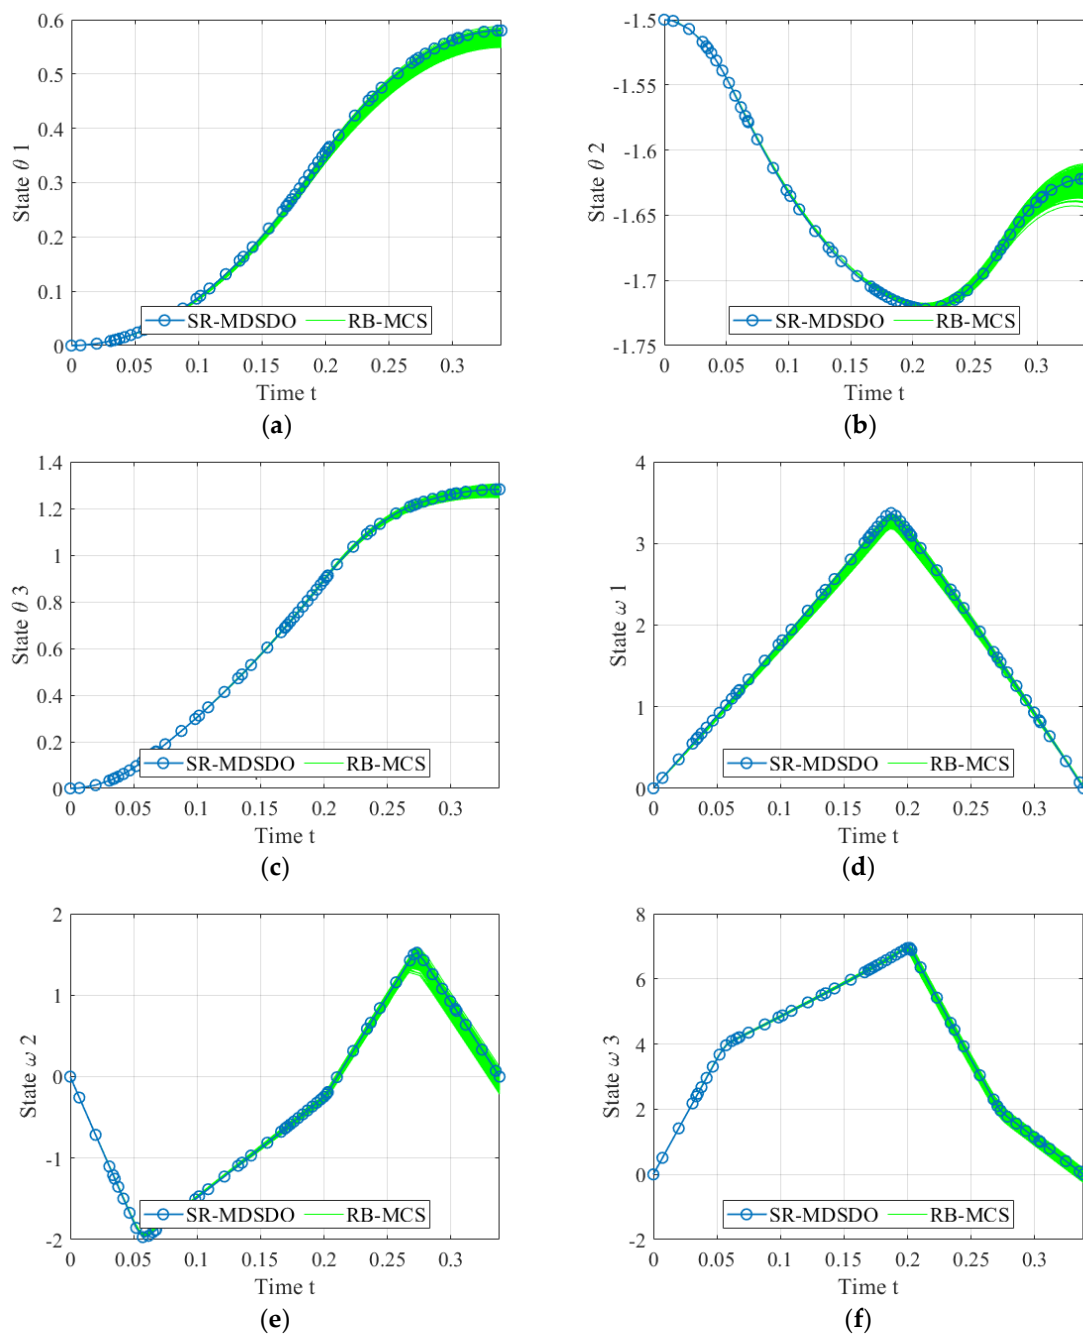 0.6
0.5
0.4
0.3
0.2
0.1
0
State θ 1
SR-MDSDO RB-MCS
0 0.05 0.1 0.15 0.2 0.25 0.3
Time t
(a)
-1.5
-1.55
-1.6
-1.65
-1.7
-1.75
State θ 2
SR-MDSDO RB-MCS
0 0.05 0.1 0.15 0.2 0.25 0.3
Time t
(b)
1.4
1.2
1
0.8
0.6
0.4
0.2
0
State θ 3
SR-MDSDO RB-MCS
0 0.05 0.1 0.15 0.2 0.25 0.3
Time t
(c)
4
3
2
1
0
State ω 1
SR-MDSDO RB-MCS
0 0.05 0.1 0.15 0.2 0.25 0.3
Time t
(d)
2
1
0
-1
-2
State ω 2
SR-MDSDO RB-MCS
0 0.05 0.1 0.15 0.2 0.25 0.3
Time t
(e)
8
6
4
2
0
-2
State ω 3
SR-MDSDO RB-MCS
0 0.05 0.1 0.15 0.2 0.25 0.3
Time t
(f)